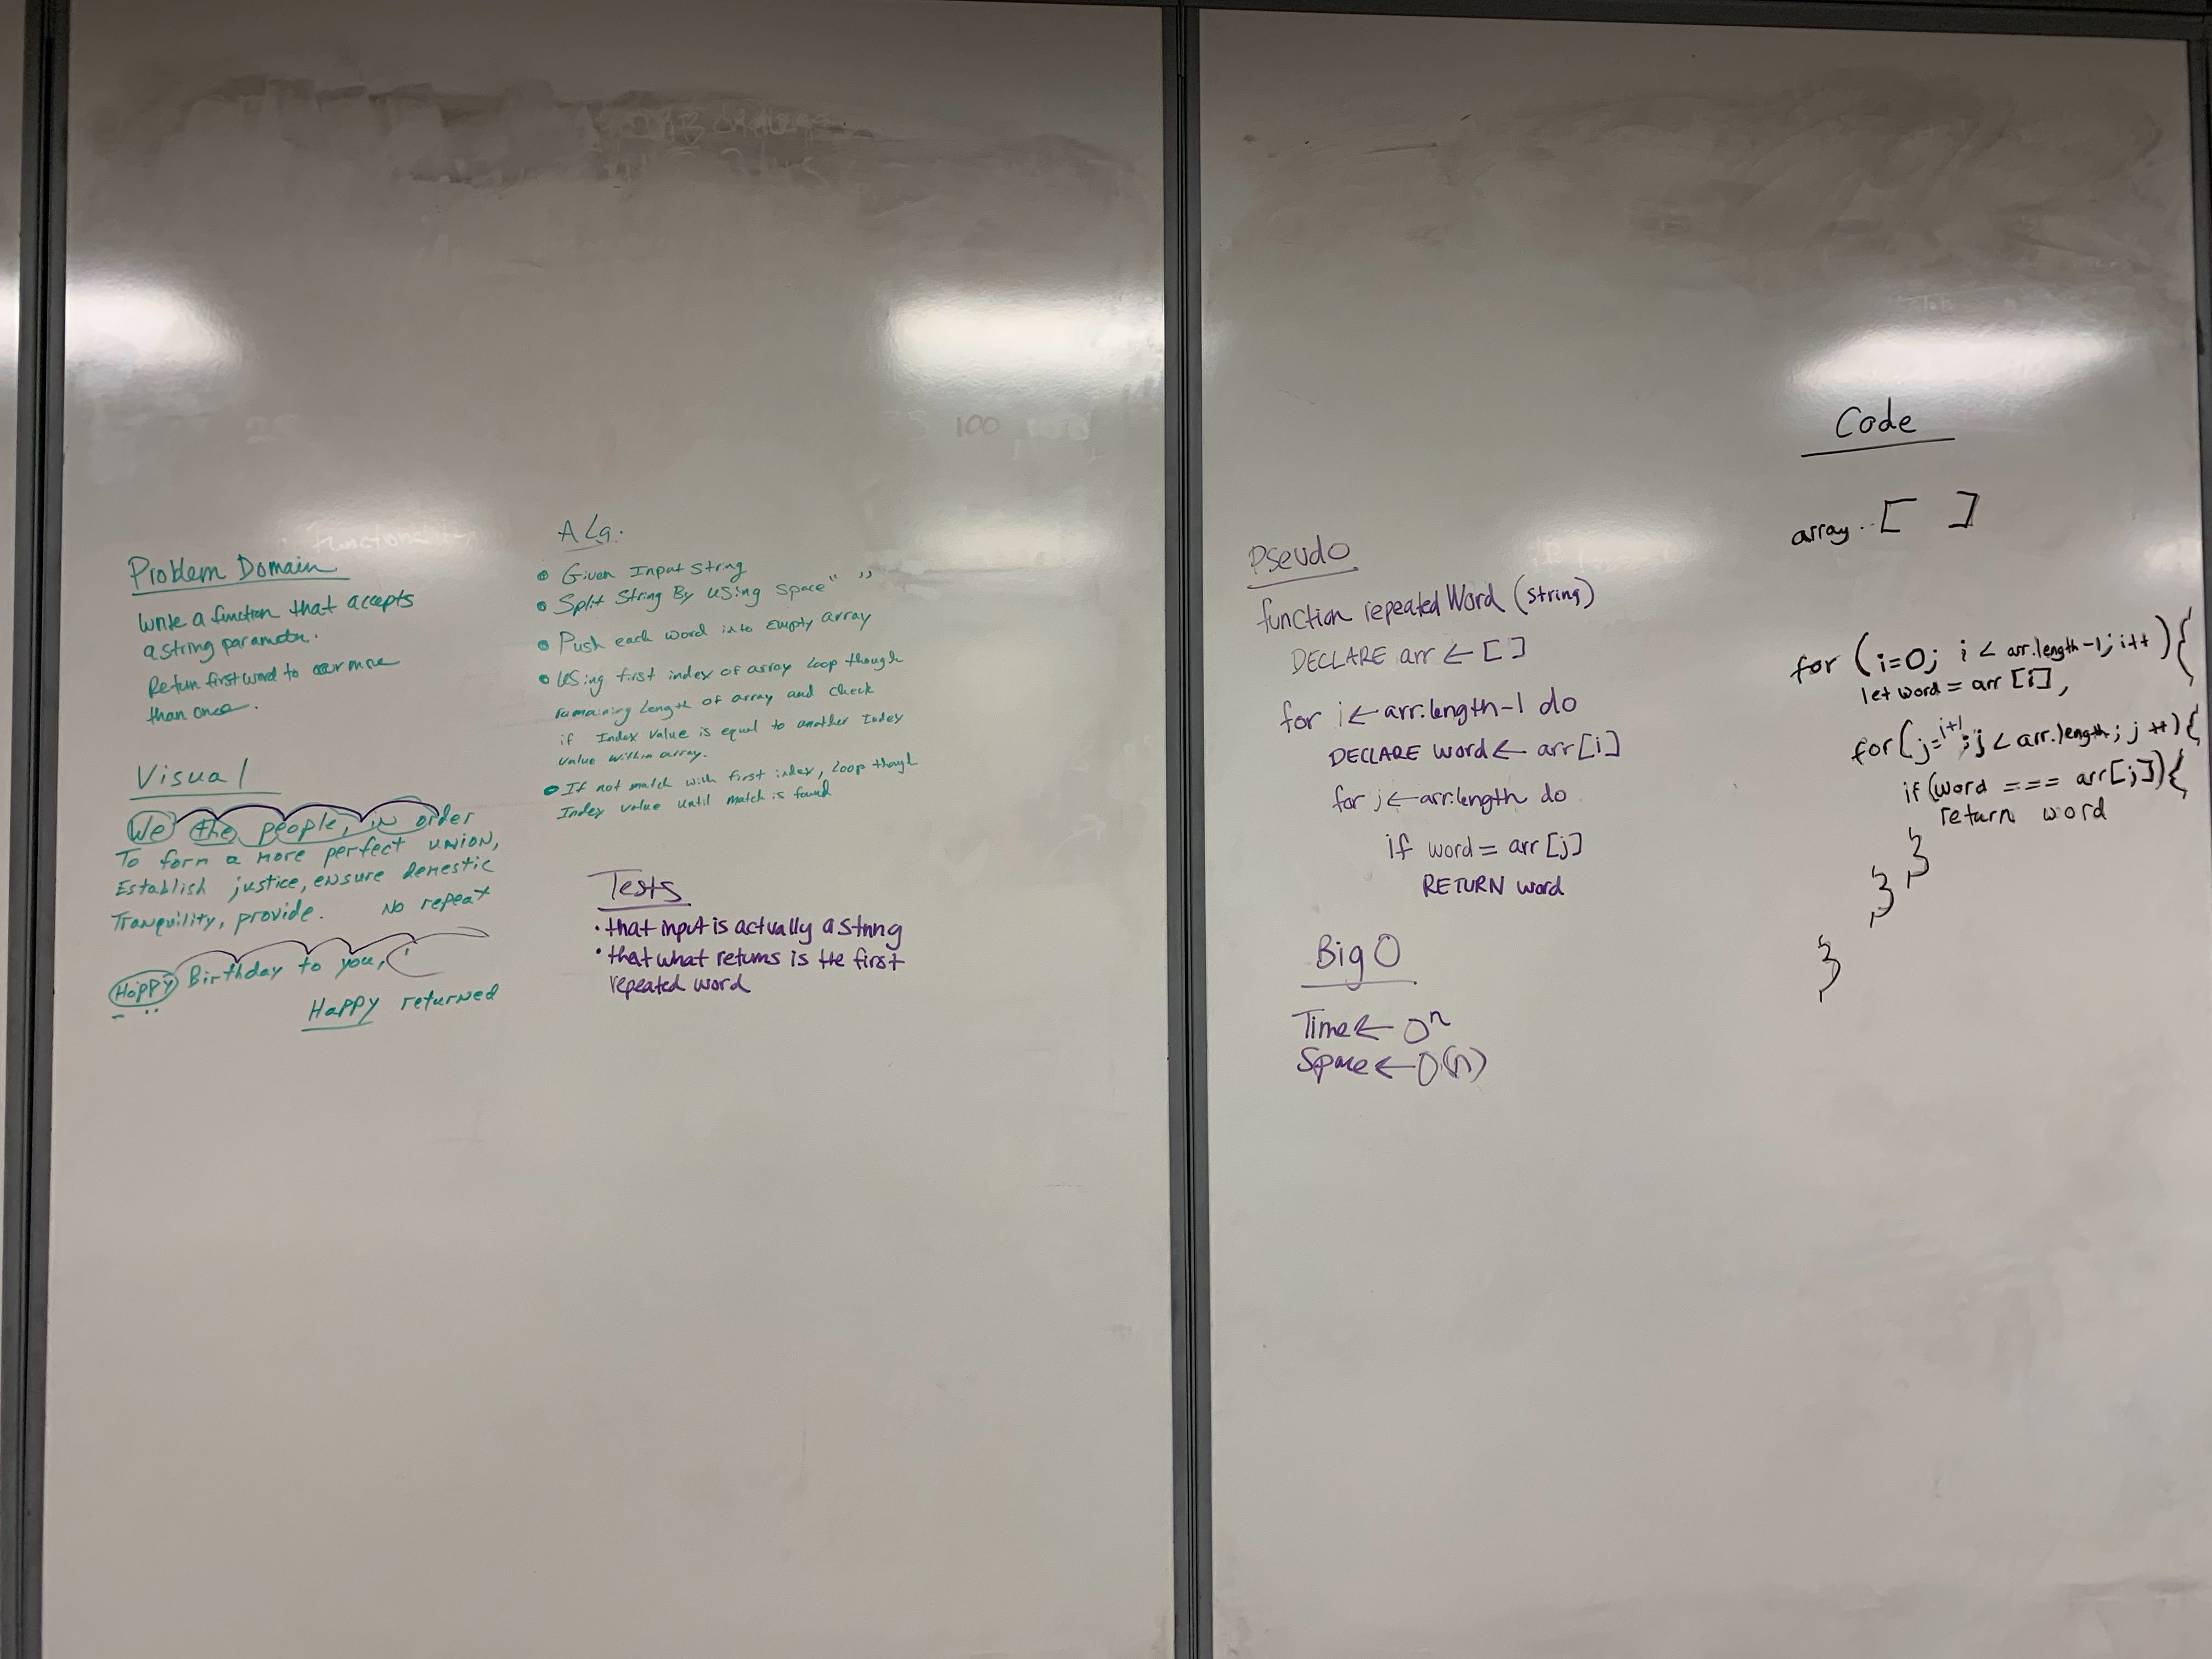 Problem Domain
Write a function that accepts
a string parameter.
Return first word to occur more
than once.
Visual
We the people, in order
To form a more perfect union,
Establish justice, ensure domestic
Tranquility, provide. No repeat
Happy Birthday to you,
Happy returned
Alg.
Given Input String
Split String By using space " "
Push each word into empty array
Using first index of array loop though
remaining length of array and check
if Index value is equal to another Index
value within array.
If not match with first index, loop though
Index value until match is found
Tests
· that input is actually a string
· that what returns is the first
repeated word
100
Pseudo
function repeated Word (string)
DECLARE arr ← [ ]
for i ← arr.length-1 do
DECLARE word ← arr [i]
for j ← arr.length do
if word = arr [j]
RETURN word
Big O
Time ← O^n
Space ← O(n)
Code
array.. [ ]
for (i=0; i < arr.length-1; i++){
let word = arr [i],
for (j=i+1; j < arr.length; j++){
if (word === arr[j]){
return word
}
}
}